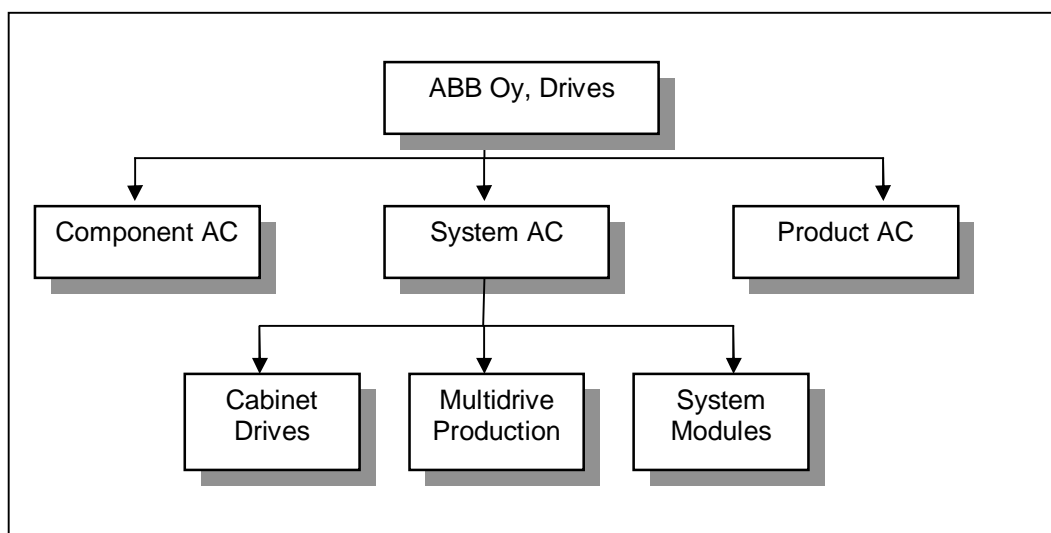 ABB Oy, Drives
Component AC
System AC
Product AC
Cabinet
Drives
Multidrive
Production
System
Modules